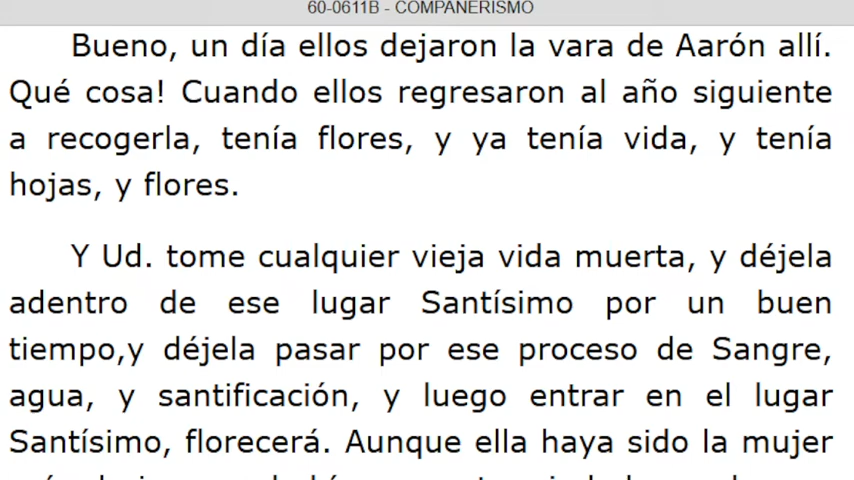 60-0611B - COMPAÑERISMO
Bueno, un día ellos dejaron la vara de Aarón allí.
Qué cosa! Cuando ellos regresaron al año siguiente
a recogerla, tenía flores, y ya tenía vida, y tenía
hojas, y flores.
Y Ud. tome cualquier vieja vida muerta, y déjela
adentro de ese lugar Santísimo por un buen
tiempo,y déjela pasar por ese proceso de Sangre,
agua, y santificación, y luego entrar en el lugar
Santísimo, florecerá. Aunque ella haya sido la mujer